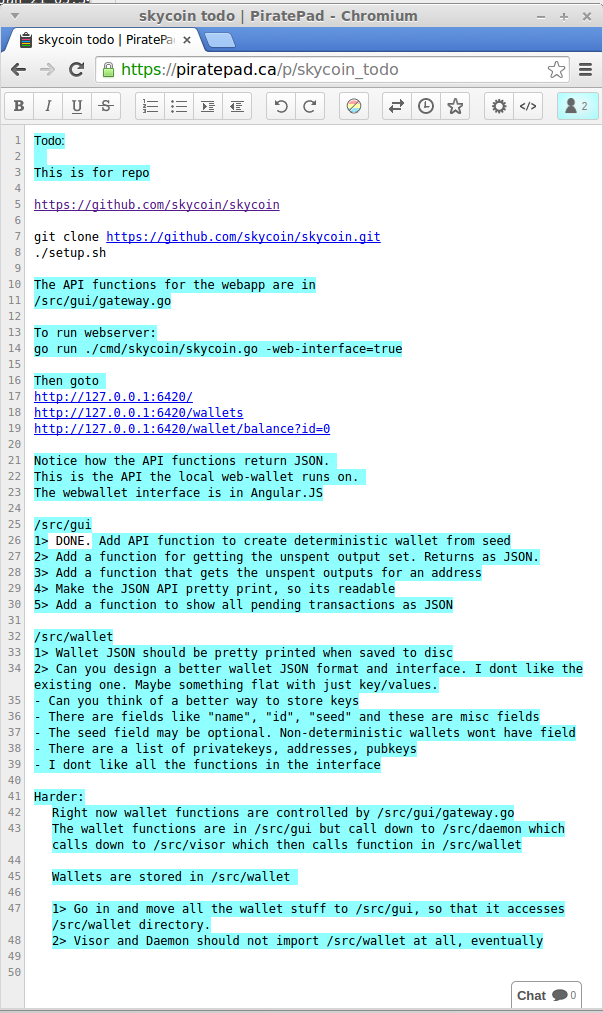 skycoin todo | PiratePad - Chromium
skycoin todo | PiratePa
https://piratepad.ca/p/skycoin_todo
B I U S
2
1 Todo:
2
3 This is for repo
4
5 https://github.com/skycoin/skycoin
6
7 git clone https://github.com/skycoin/skycoin.git
8 ./setup.sh
9
10 The API functions for the webapp are in
11 /src/gui/gateway.go
12
13 To run webserver:
14 go run ./cmd/skycoin/skycoin.go -web-interface=true
15
16 Then goto
17 http://127.0.0.1:6420/
18 http://127.0.0.1:6420/wallets
19 http://127.0.0.1:6420/wallet/balance?id=0
20
21 Notice how the API functions return JSON.
22 This is the API the local web-wallet runs on.
23 The webwallet interface is in Angular.JS
24
25 /src/gui
26 1> DONE. Add API function to create deterministic wallet from seed
27 2> Add a function for getting the unspent output set. Returns as JSON.
28 3> Add a function that gets the unspent outputs for an address
29 4> Make the JSON API pretty print, so its readable
30 5> Add a function to show all pending transactions as JSON
31
32 /src/wallet
33 1> Wallet JSON should be pretty printed when saved to disc
34 2> Can you design a better wallet JSON format and interface. I dont like the
existing one. Maybe something flat with just key/values.
35 - Can you think of a better way to store keys
36 - There are fields like "name", "id", "seed" and these are misc fields
37 - The seed field may be optional. Non-deterministic wallets wont have field
38 - There are a list of privatekeys, addresses, pubkeys
39 - I dont like all the functions in the interface
40
41 Harder:
42 Right now wallet functions are controlled by /src/gui/gateway.go
43 The wallet functions are in /src/gui but call down to /src/daemon which
calls down to /src/visor which then calls function in /src/wallet
44
45 Wallets are stored in /src/wallet
46
47 1> Go in and move all the wallet stuff to /src/gui, so that it accesses
/src/wallet directory.
48 2> Visor and Daemon should not import /src/wallet at all, eventually
49
50
Chat 0